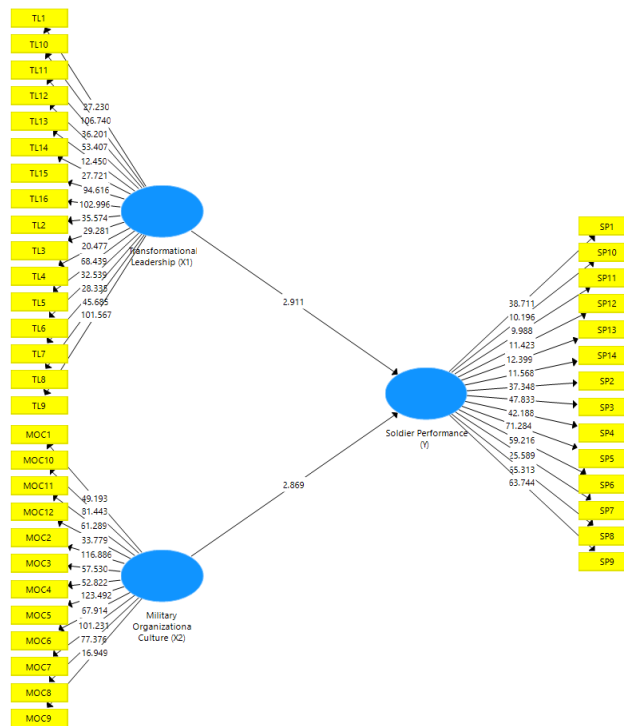 TL1
TL10
TL11
TL12
TL13
TL14
TL15
TL16
TL2
TL3
TL4
TL5
TL6
TL7
TL8
TL9
27.230
106.740
36.201
53.407
12.450
27.721
94.616
102.996
35.574
29.281
20.477
68.439
32.539
28.335
45.685
101.567
Transformational
Leadership (X1)
2.911
MOC1
MOC10
MOC11
MOC12
MOC2
MOC3
MOC4
MOC5
MOC6
MOC7
MOC8
MOC9
49.193
81.443
61.289
33.779
116.886
57.530
52.822
123.492
67.914
101.231
77.376
16.949
Military
Organizationa
Culture (X2)
2.869
Soldier Performance
(Y)
38.711
10.196
9.988
11.423
12.399
11.568
37.348
47.833
42.188
71.284
59.216
25.589
55.313
63.744
SP1
SP10
SP11
SP12
SP13
SP14
SP2
SP3
SP4
SP5
SP6
SP7
SP8
SP9